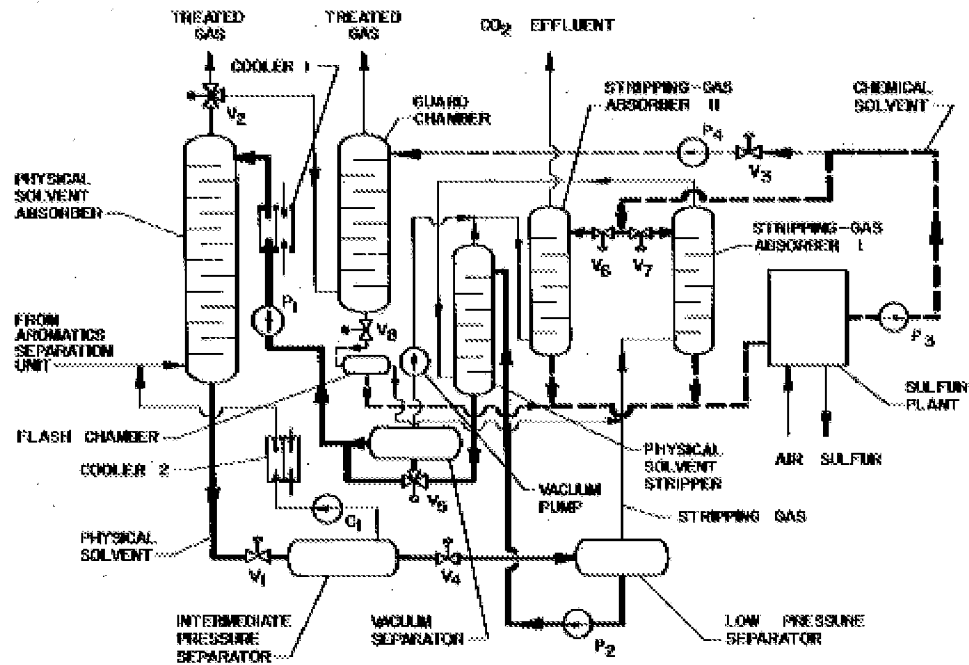 TREATED
GAS
TREATED
GAS
CO2 EFFLUENT
COOLER 1
V2
GUARD
CHAMBER
STRIPPING-GAS
ABSORBER II
CHEMICAL
SOLVENT
P4
V3
PHYSICAL
SOLVENT
ABSORBER
STRIPPING-GAS
ABSORBER I
V6
V7
P1
FROM
AROMATICS
SEPARATION
UNIT
V8
P3
SULFUR
PLANT
FLASH CHAMBER
COOLER 2
AIR
SULFUR
PHYSICAL
SOLVENT
STRIPPER
VACUUM
PUMP
V5
STRIPPING GAS
C1
PHYSICAL
SOLVENT
V1
V4
INTERMEDIATE
PRESSURE
SEPARATOR
VACUUM
SEPARATOR
P2
LOW PRESSURE
SEPARATOR